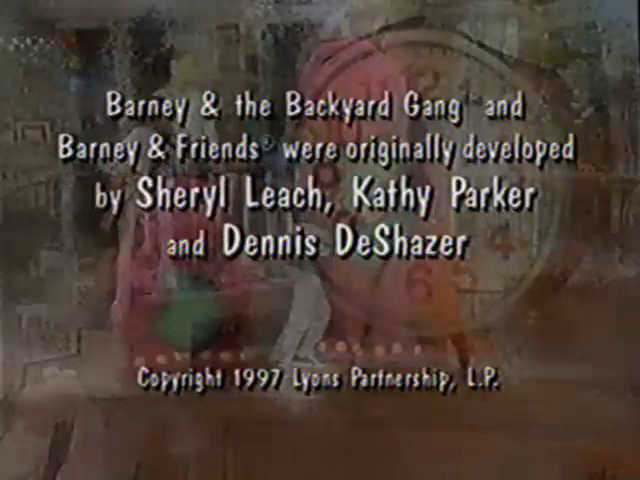 Barney & the Backyard Gang™ and
Barney & Friends® were originally developed
by Sheryl Leach, Kathy Parker
and Dennis DeShazer
Copyright 1997 Lyons Partnership, L.P.